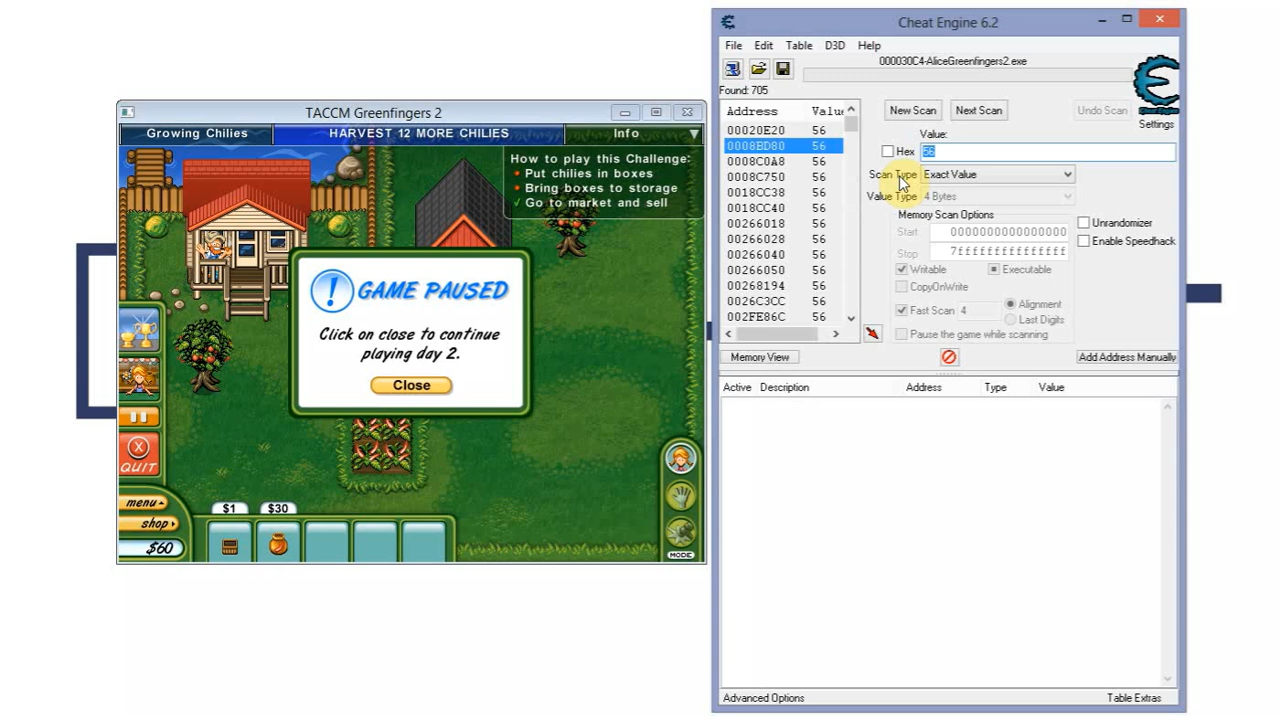 TACCM Greenfingers 2
Growing Chilies
HARVEST 12 MORE CHILIES
Info
How to play this Challenge:
Put chilies in boxes
Bring boxes to storage
Go to market and sell
GAME PAUSED
Click on close to continue
playing day 2.
Close
X
QUIT
menu
shop
$60
$1
$30
MODE
Cheat Engine 6.2
File Edit Table D3D Help
000030C4-AliceGreenfingers2.exe
Found: 705
Address Value
00020E20 56
0008BD80 56
0008C0A8 56
0008C750 56
0018CC38 56
0018CC40 56
00266018 56
00266028 56
00266040 56
00266050 56
00268194 56
0026C3CC 56
002FE86C 56
New Scan
Next Scan
Undo Scan
Settings
Value:
Hex
56
Scan Type
Exact Value
Value Type
4 Bytes
Memory Scan Options
Start
0000000000000000
Stop
7fffffffffffffff
Writable
Executable
CopyOnWrite
Fast Scan
4
Alignment
Last Digits
Pause the game while scanning
Unrandomizer
Enable Speedhack
Memory View
Add Address Manually
Active Description Address Type Value
Advanced Options
Table Extras